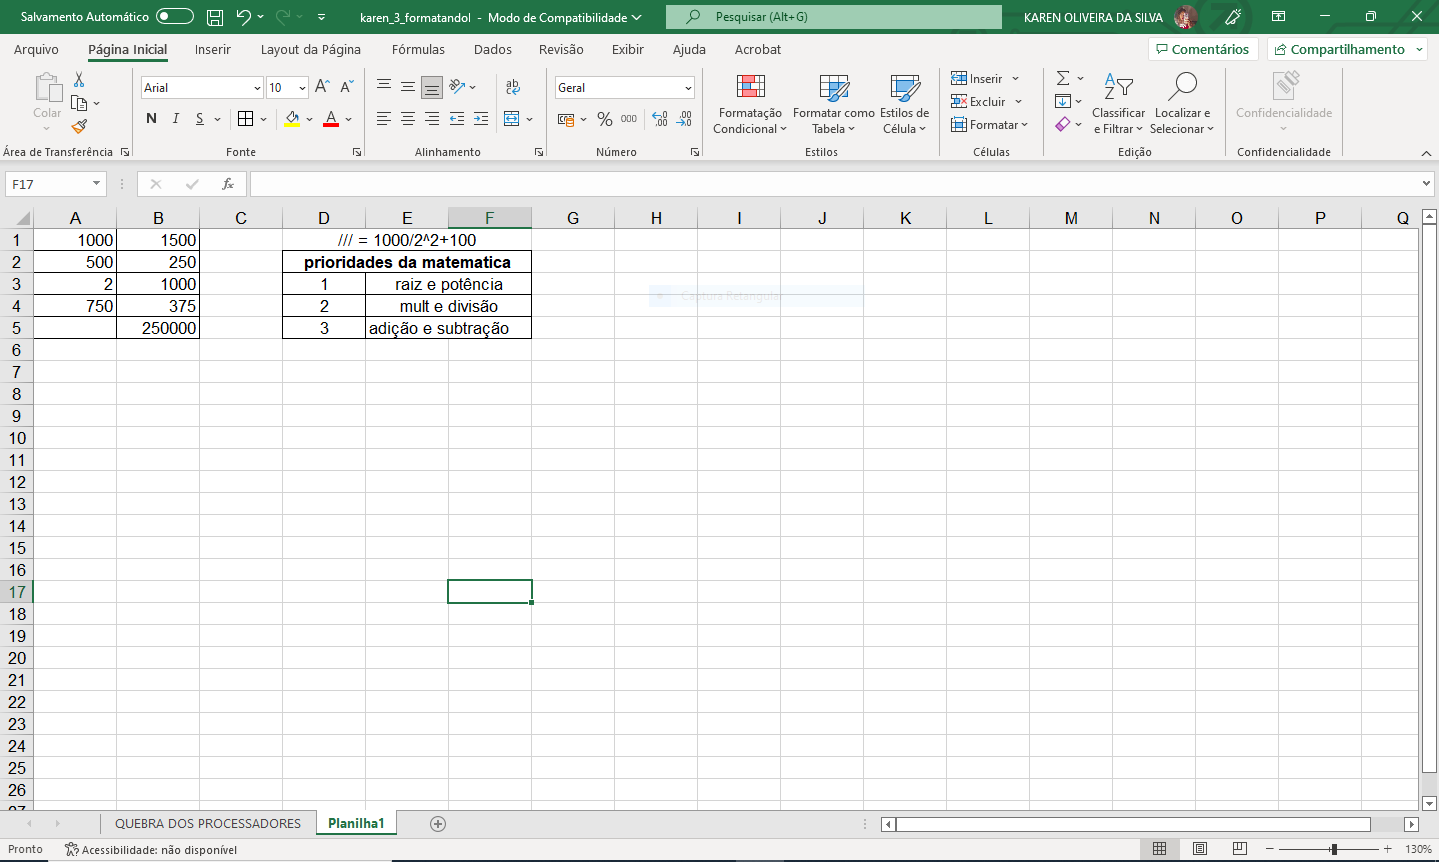 Salvamento Automático karen_3_formatandol - Modo de Compatibilidade Pesquisar (Alt+G) KAREN OLIVEIRA DA SILVA
Arquivo Página Inicial Inserir Layout da Página Fórmulas Dados Revisão Exibir Ajuda Acrobat Comentários Compartilhamento
Colar
Arial 10
N I S A
Geral
% 000
Formatação Condicional
Formatar como Tabela
Estilos de Célula
Inserir
Excluir
Formatar
Classificar e Filtrar
Localizar e Selecionar
Confidencialidade
Área de Transferência Fonte Alinhamento Número Estilos Células Edição Confidencialidade
F17 fx
A B C D E F G H I J K L M N O P Q
1 1000 1500 /// = 1000/2^2+100
2 500 250 prioridades da matematica
3 2 1000 1 raiz e potência
4 750 375 2 mult e divisão
5 250000 3 adição e subtração
Captura Retangular
6
7
8
9
10
11
12
13
14
15
16
17
18
19
20
21
22
23
24
25
26
27
QUEBRA DOS PROCESSADORES Planilha1
Pronto Acessibilidade: não disponível 130%